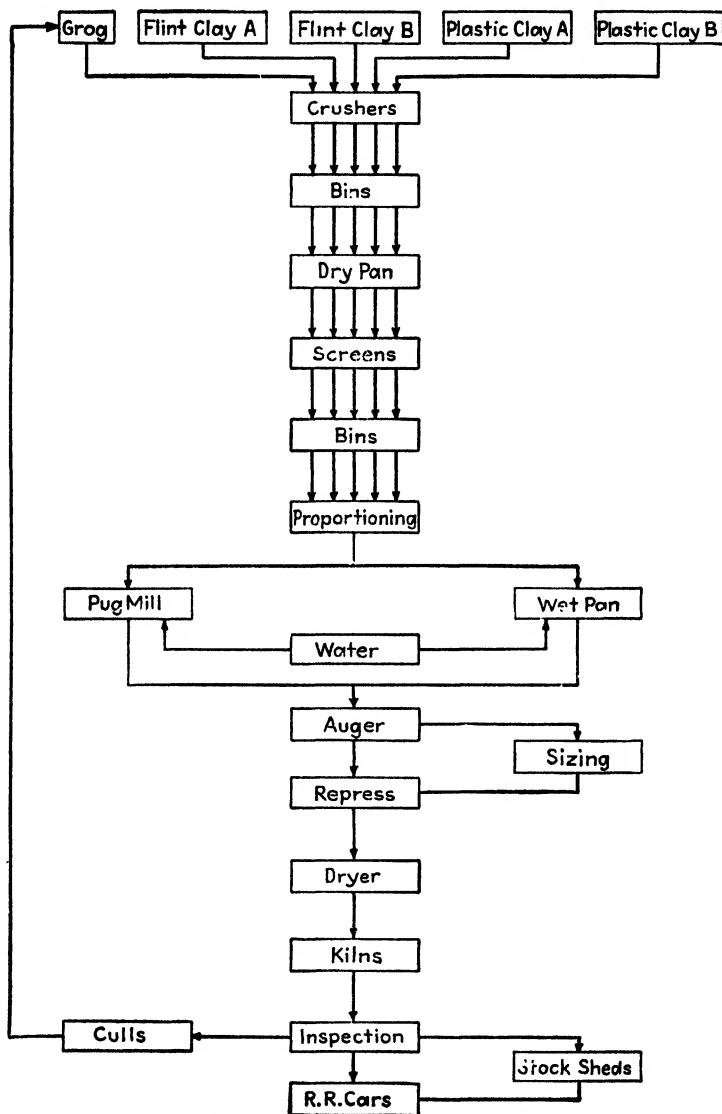 Grog
Flint Clay A
Flint Clay B
Plastic Clay A
Plastic Clay B
Crushers
Bins
Dry Pan
Screens
Bins
Proportioning
Pug Mill
Wet Pan
Water
Auger
Sizing
Repress
Dryer
Kilns
Culls
Inspection
Stock Sheds
R.R. Cars